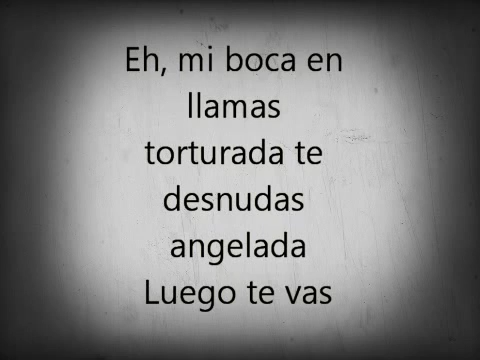 Eh, mi boca en
llamas
torturada te
desnudas
angelada
Luego te vas